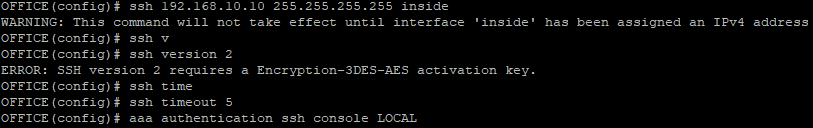 OFFICE(config)# ssh 192.168.10.10 255.255.255.255 inside
WARNING: This command will not take effect until interface 'inside' has been assigned an IPv4 address
OFFICE(config)# ssh v
OFFICE(config)# ssh version 2
ERROR: SSH version 2 requires a Encryption-3DES-AES activation key.
OFFICE(config)# ssh time
OFFICE(config)# ssh timeout 5
OFFICE(config)# aaa authentication ssh console LOCAL